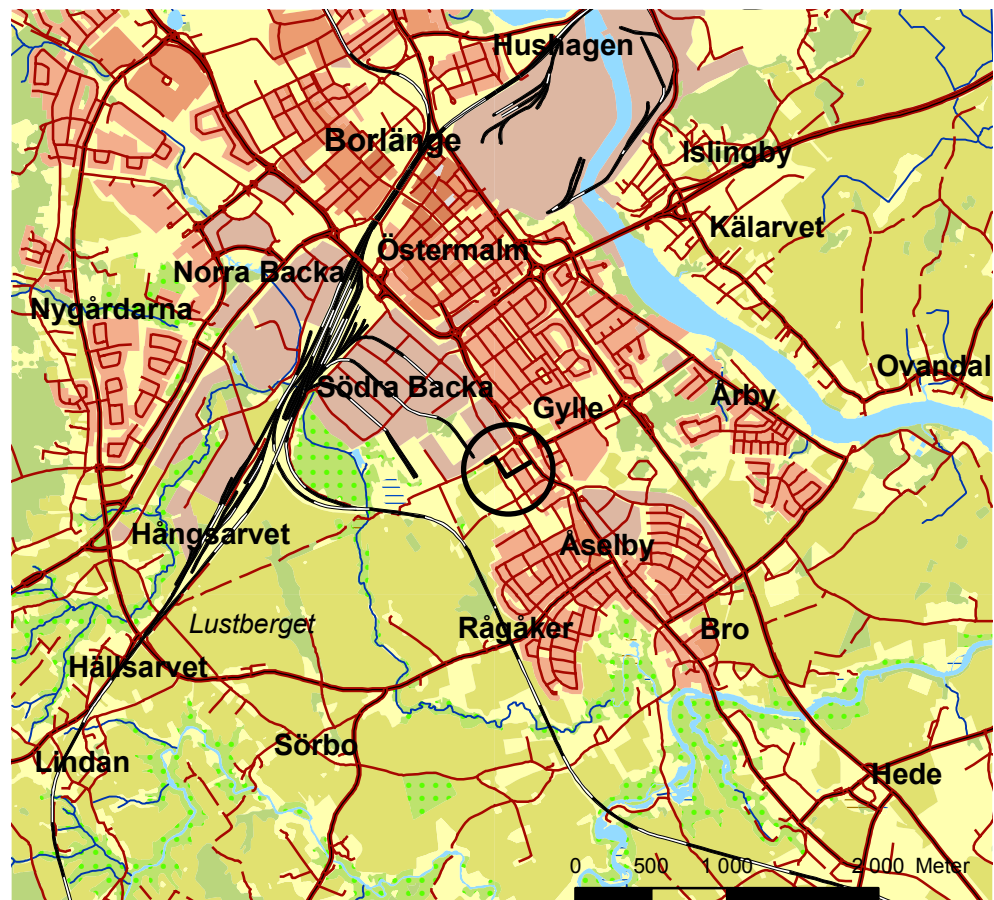 Hushagen
Borlänge
Islingby
Kälarvet
Östermalm
Norra Backa
Nygårdarna
Ovandal
Södra Backa
Årby
Gylle
Hångsarvet
Åselby
Lustberget
Rågåker
Bro
Hällsarvet
Sörbo
Lindan
Hede
0 500 1 000 2 000 Meter